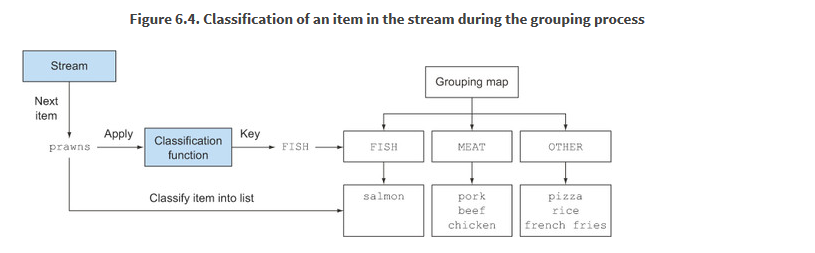 Figure 6.4. Classification of an item in the stream during the grouping process
Stream
Grouping map
Next
item
prawns
Apply
Classification
function
Key
FISH
FISH
MEAT
OTHER
Classify item into list
salmon
pork
beef
chicken
pizza
rice
french fries